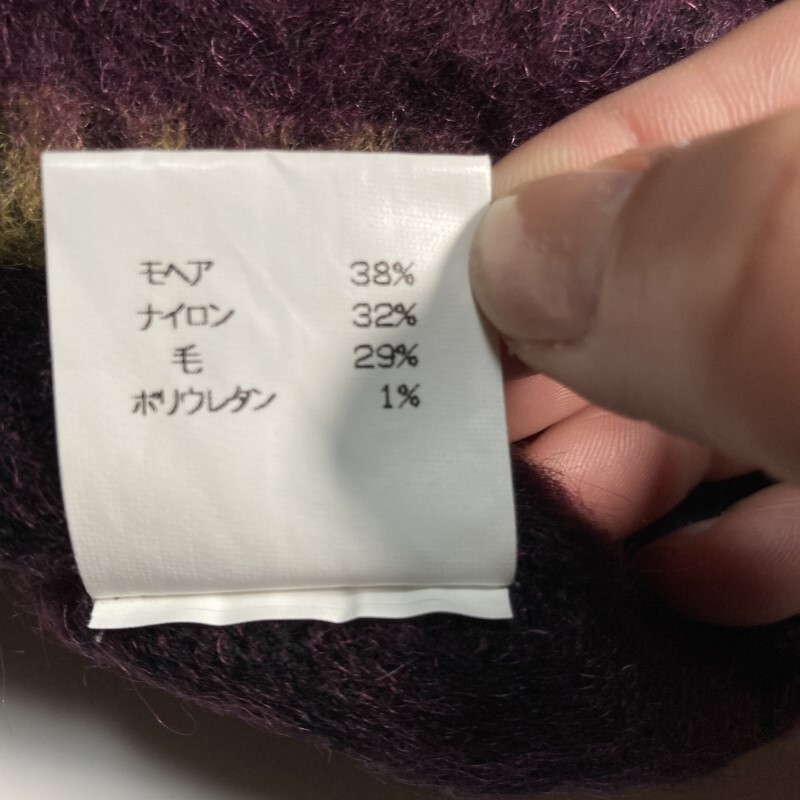 モヘア 38%
ナイロン 32%
毛 29%
ポリウレタン 1%